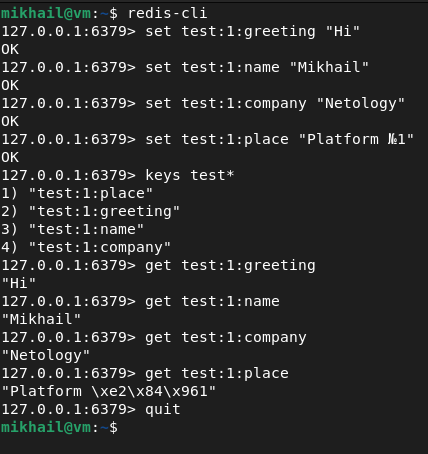 mikhail@vm:~$ redis-cli
127.0.0.1:6379> set test:1:greeting "Hi"
OK
127.0.0.1:6379> set test:1:name "Mikhail"
OK
127.0.0.1:6379> set test:1:company "Netology"
OK
127.0.0.1:6379> set test:1:place "Platform №1"
OK
127.0.0.1:6379> keys test*
1) "test:1:place"
2) "test:1:greeting"
3) "test:1:name"
4) "test:1:company"
127.0.0.1:6379> get test:1:greeting
"Hi"
127.0.0.1:6379> get test:1:name
"Mikhail"
127.0.0.1:6379> get test:1:company
"Netology"
127.0.0.1:6379> get test:1:place
"Platform \xe2\x84\x961"
127.0.0.1:6379> quit
mikhail@vm:~$